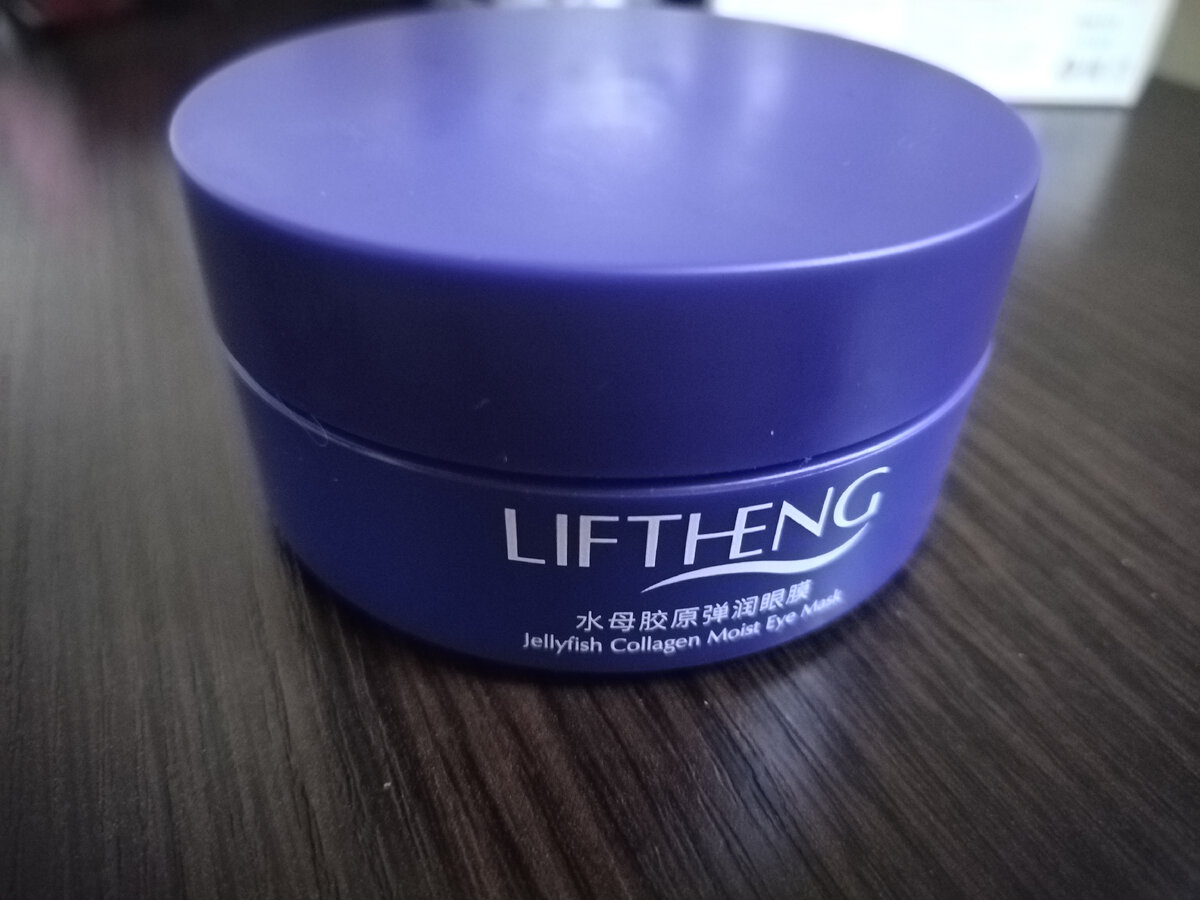 LIFTHENG
水母胶原弹润眼膜
Jellyfish Collagen Moist Eye Mask